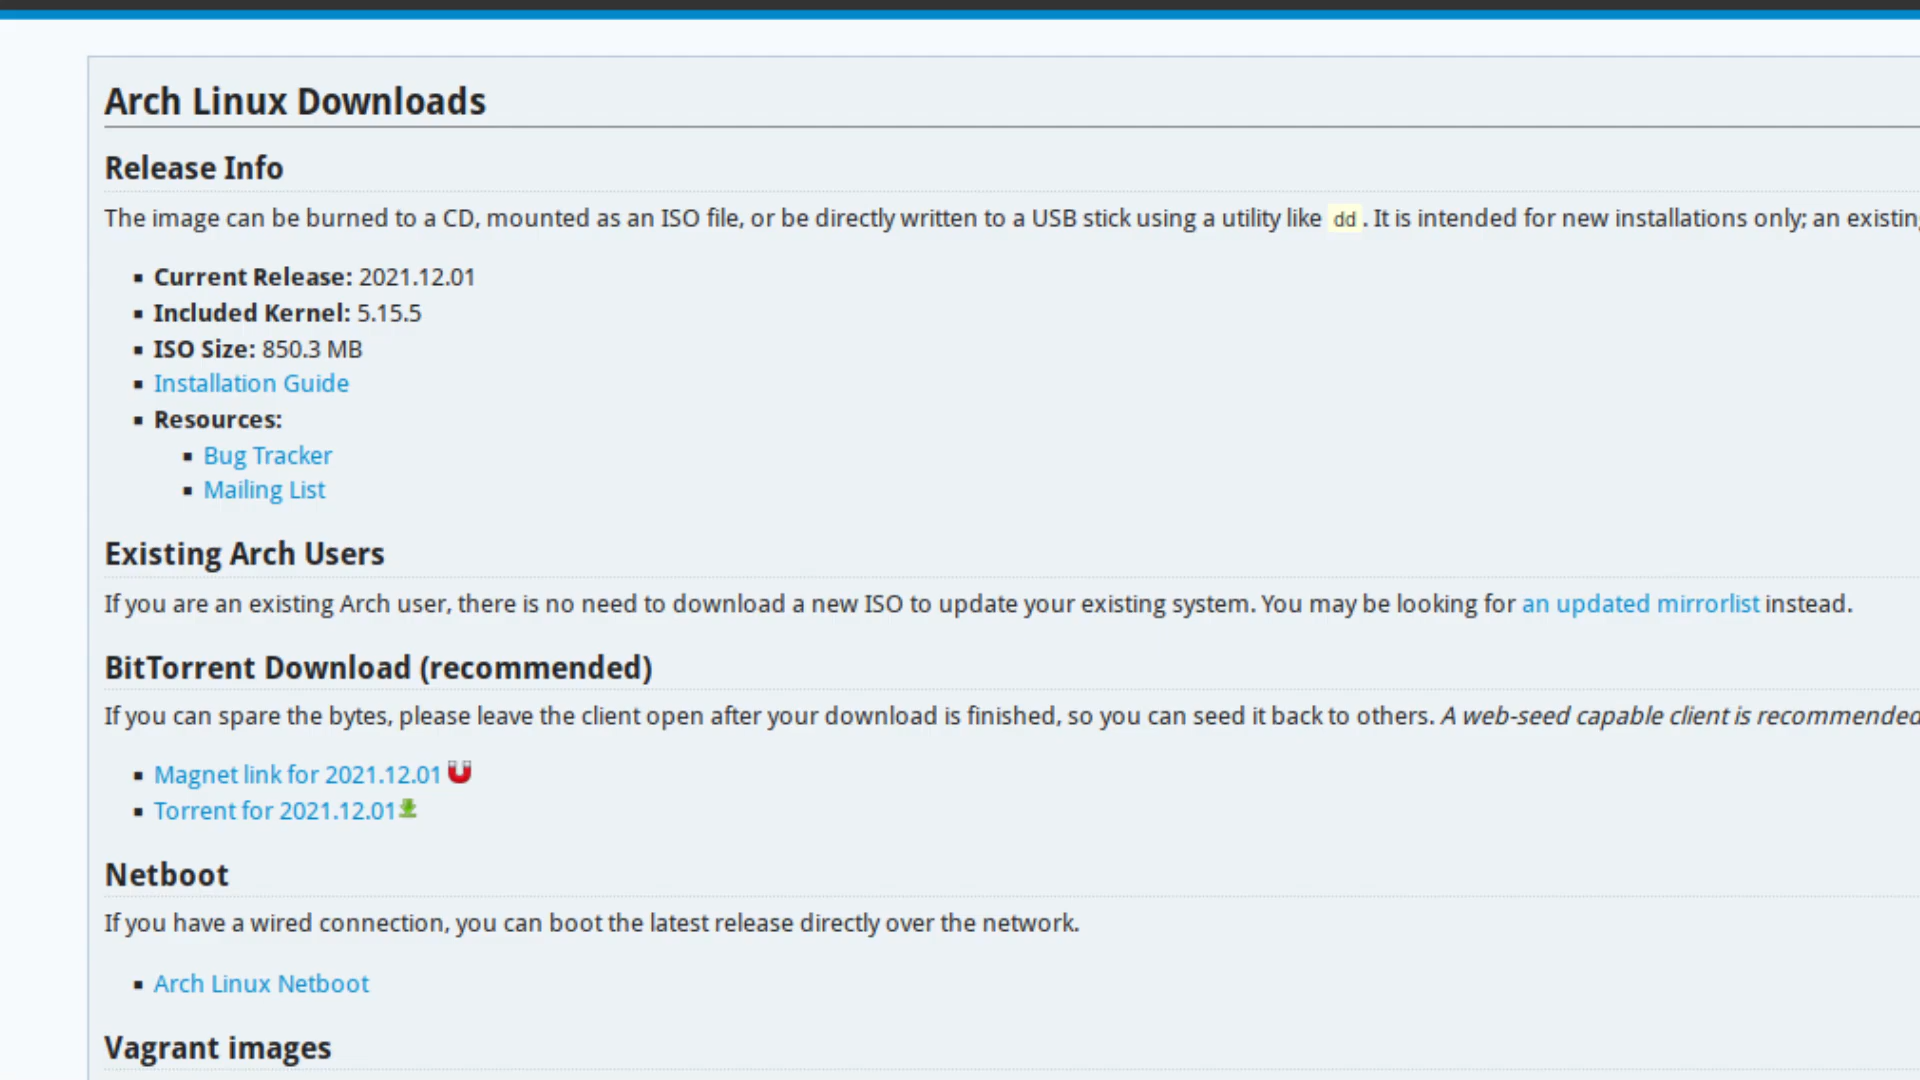 Arch Linux Downloads
Release Info
The image can be burned to a CD, mounted as an ISO file, or be directly written to a USB stick using a utility like dd. It is intended for new installations only; an existin
Current Release: 2021.12.01
Included Kernel: 5.15.5
ISO Size: 850.3 MB
Installation Guide
Resources:
Bug Tracker
Mailing List
Existing Arch Users
If you are an existing Arch user, there is no need to download a new ISO to update your existing system. You may be looking for an updated mirrorlist instead.
BitTorrent Download (recommended)
If you can spare the bytes, please leave the client open after your download is finished, so you can seed it back to others. A web-seed capable client is recommended
Magnet link for 2021.12.01
Torrent for 2021.12.01
Netboot
If you have a wired connection, you can boot the latest release directly over the network.
Arch Linux Netboot
Vagrant images